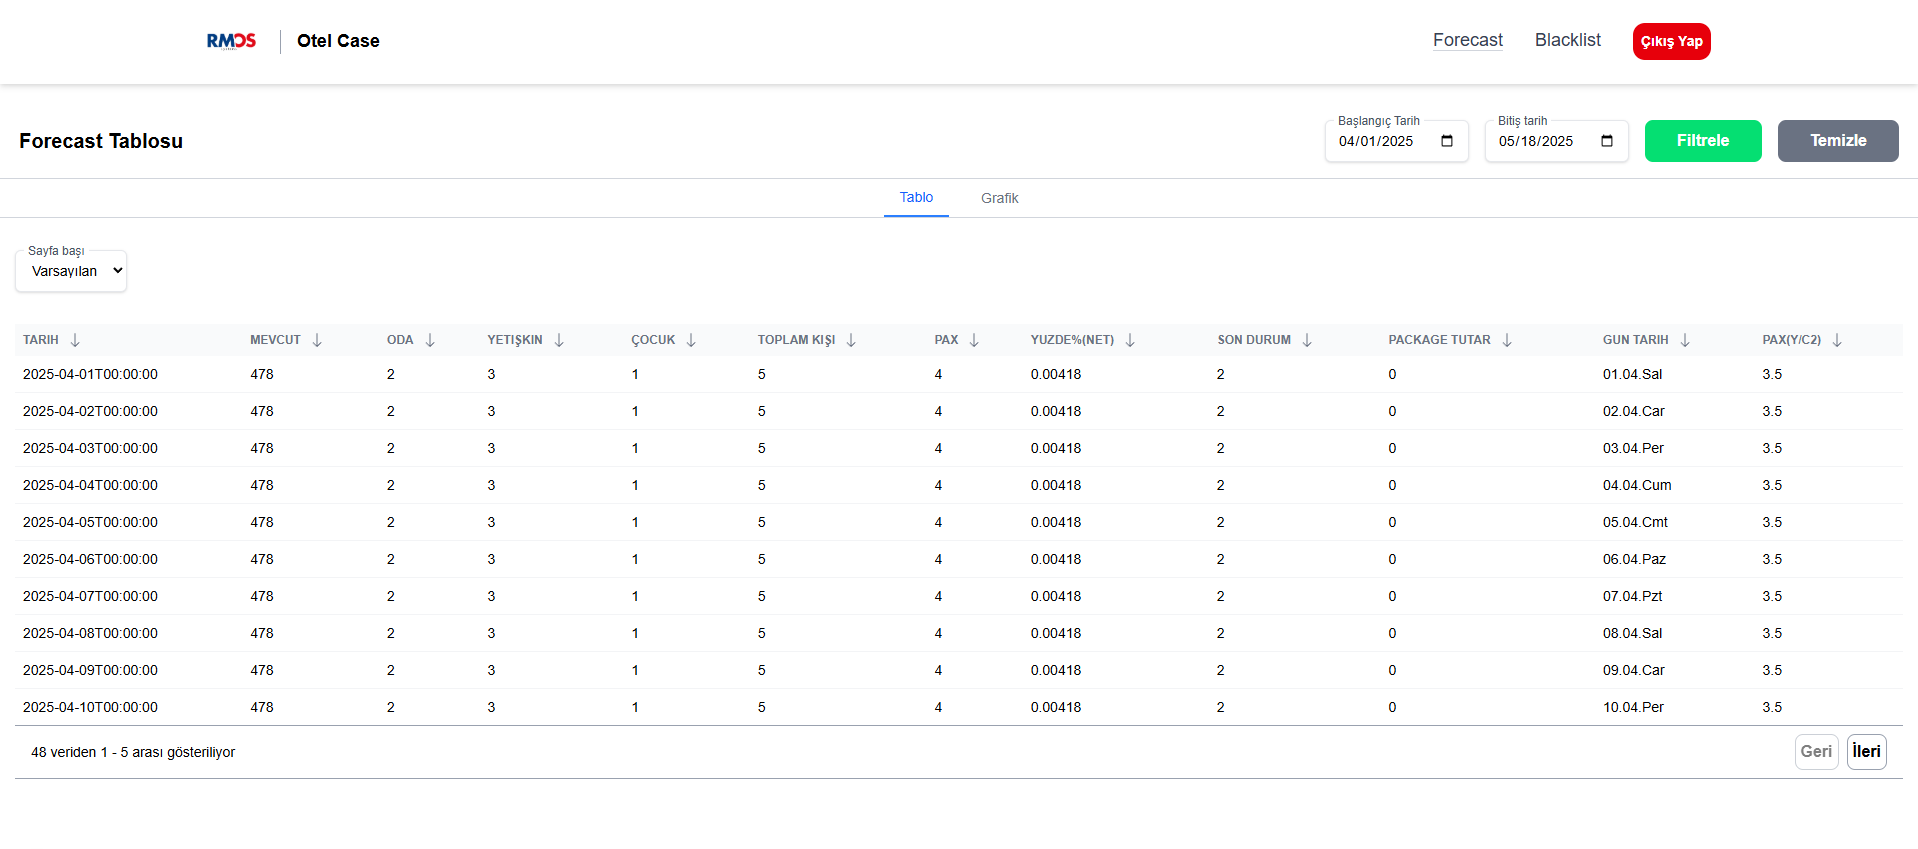 RMOS
Otel Case
Forecast
Blacklist
Çıkış Yap
Forecast Tablosu
Başlangıç Tarih
04/01/2025
Bitiş tarih
05/18/2025
Filtrele
Temizle
Tablo
Grafik
Sayfa başı
Varsayılan
TARIH MEVCUT ODA YETIŞKIN ÇOCUK TOPLAM KIŞI PAX YUZDE%(NET) SON DURUM PACKAGE TUTAR GUN TARIH PAX(Y/C2)
2025-04-01T00:00:00 478 2 3 1 5 4 0.00418 2 0 01.04.Sal 3.5
2025-04-02T00:00:00 478 2 3 1 5 4 0.00418 2 0 02.04.Car 3.5
2025-04-03T00:00:00 478 2 3 1 5 4 0.00418 2 0 03.04.Per 3.5
2025-04-04T00:00:00 478 2 3 1 5 4 0.00418 2 0 04.04.Cum 3.5
2025-04-05T00:00:00 478 2 3 1 5 4 0.00418 2 0 05.04.Cmt 3.5
2025-04-06T00:00:00 478 2 3 1 5 4 0.00418 2 0 06.04.Paz 3.5
2025-04-07T00:00:00 478 2 3 1 5 4 0.00418 2 0 07.04.Pzt 3.5
2025-04-08T00:00:00 478 2 3 1 5 4 0.00418 2 0 08.04.Sal 3.5
2025-04-09T00:00:00 478 2 3 1 5 4 0.00418 2 0 09.04.Car 3.5
2025-04-10T00:00:00 478 2 3 1 5 4 0.00418 2 0 10.04.Per 3.5
48 veriden 1 - 5 arası gösteriliyor
Geri
İleri